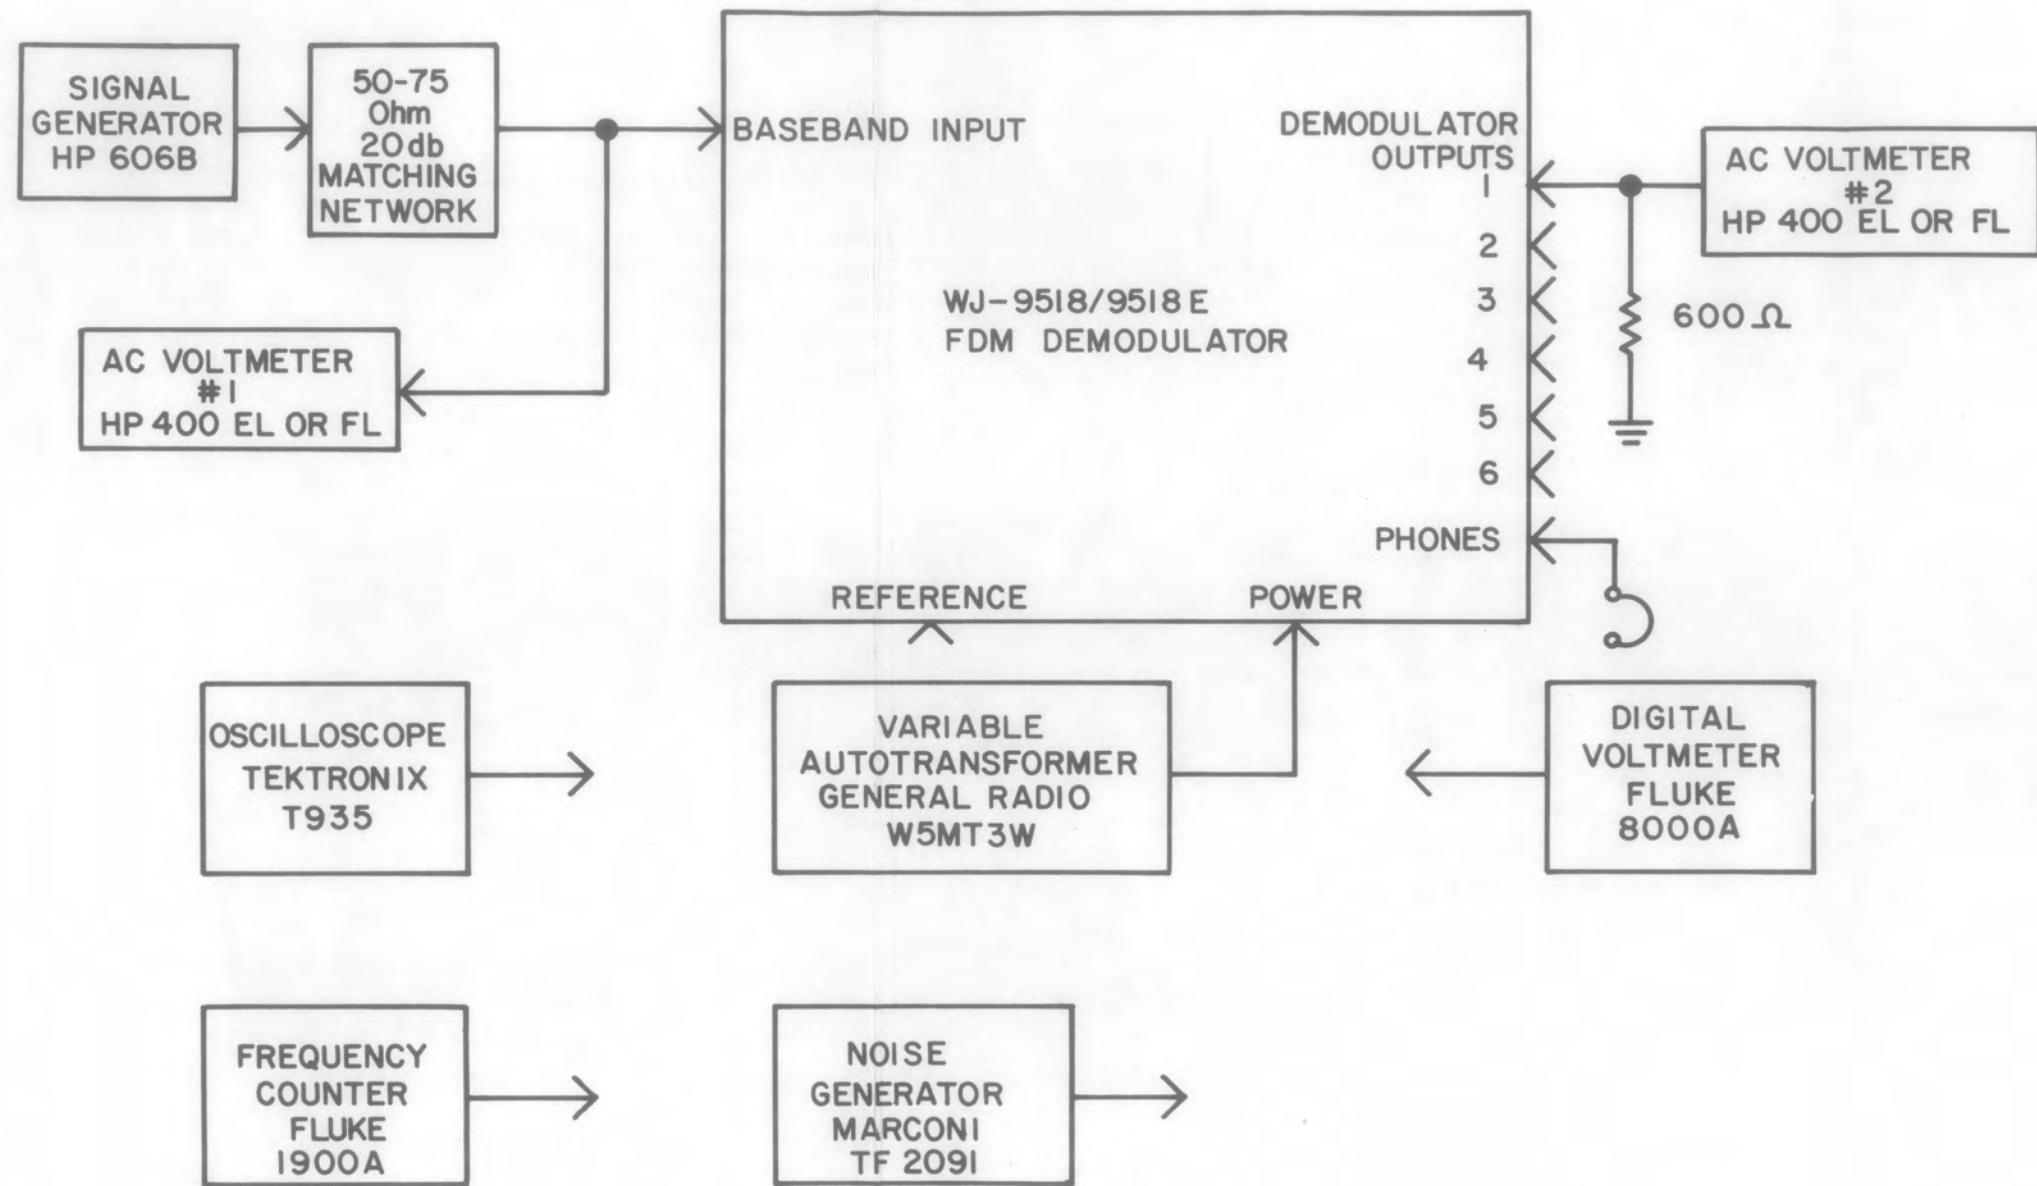 SIGNAL
GENERATOR
HP 606B
50-75
Ohm
20db
MATCHING
NETWORK
BASEBAND INPUT
DEMODULATOR
OUTPUTS
1
2
3
4
5
6
PHONES
AC VOLTMETER
#2
HP 400 EL OR FL
600Ω
AC VOLTMETER
#1
HP 400 EL OR FL
WJ-9518/9518E
FDM DEMODULATOR
REFERENCE
POWER
OSCILLOSCOPE
TEKTRONIX
T935
VARIABLE
AUTOTRANSFORMER
GENERAL RADIO
W5MT3W
DIGITAL
VOLTMETER
FLUKE
8000A
FREQUENCY
COUNTER
FLUKE
1900A
NOISE
GENERATOR
MARCONI
TF 2091